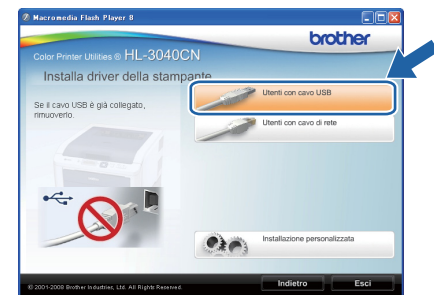 Macromedia Flash Player 8
brother
Color Printer Utilities ® HL-3040CN
Installa driver della stampante
Se il cavo USB è già collegato,
rimuoverlo.
Utenti con cavo USB
Utenti con cavo di rete
Installazione personalizzata
© 2001-2008 Brother Industries, Ltd. All Rights Reserved.
Indietro
Esci